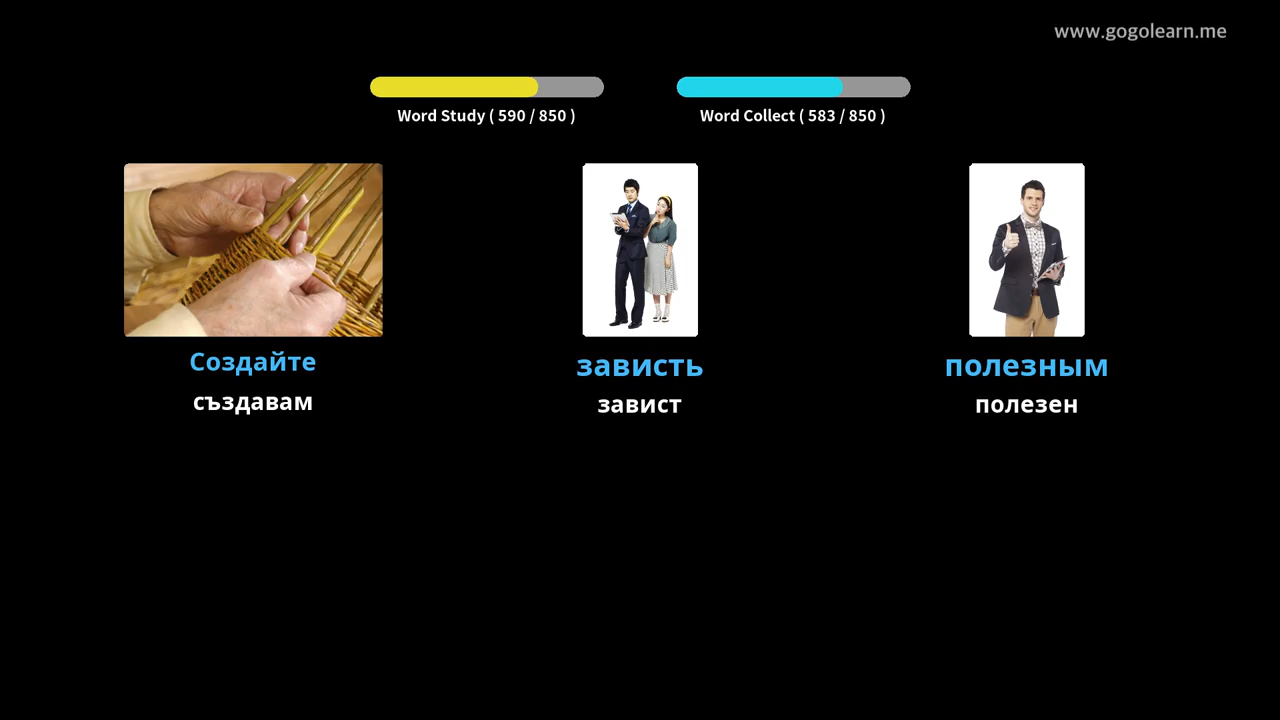 www.gogolearn.me
Word Study ( 590 / 850 )
Word Collect ( 583 / 850 )
Создайте
създавам
зависть
завист
полезным
полезен